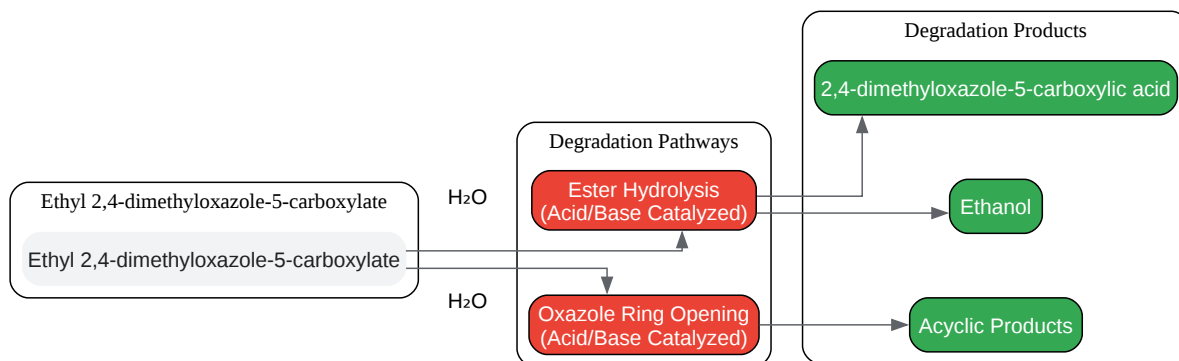 Degradation Products
2,4-dimethyloxazole-5-carboxylic acid
Degradation Pathways
Ethyl 2,4-dimethyloxazole-5-carboxylate
H₂O
Ester Hydrolysis
(Acid/Base Catalyzed)
Ethanol
Ethyl 2,4-dimethyloxazole-5-carboxylate
H₂O
Oxazole Ring Opening
(Acid/Base Catalyzed)
Acyclic Products